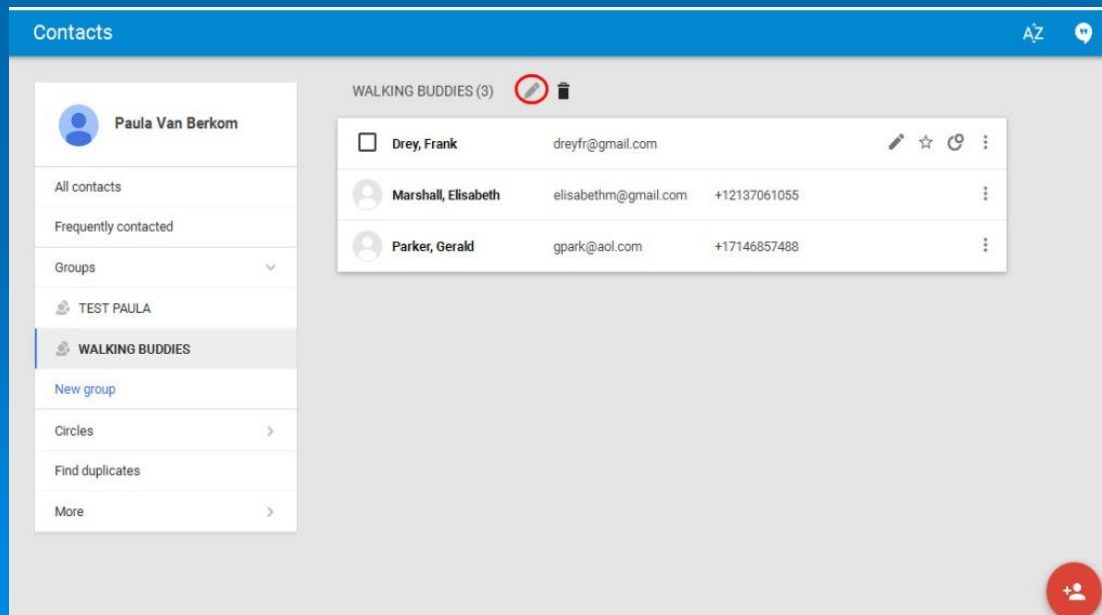 Contacts
AZ
Paula Van Berkom
All contacts
Frequently contacted
Groups
TEST PAULA
WALKING BUDDIES
New group
Circles
Find duplicates
More
WALKING BUDDIES (3)
Drey, Frank dreyfr@gmail.com
Marshall, Elisabeth elisabethm@gmail.com +12137061055
Parker, Gerald gpark@aol.com +17146857488